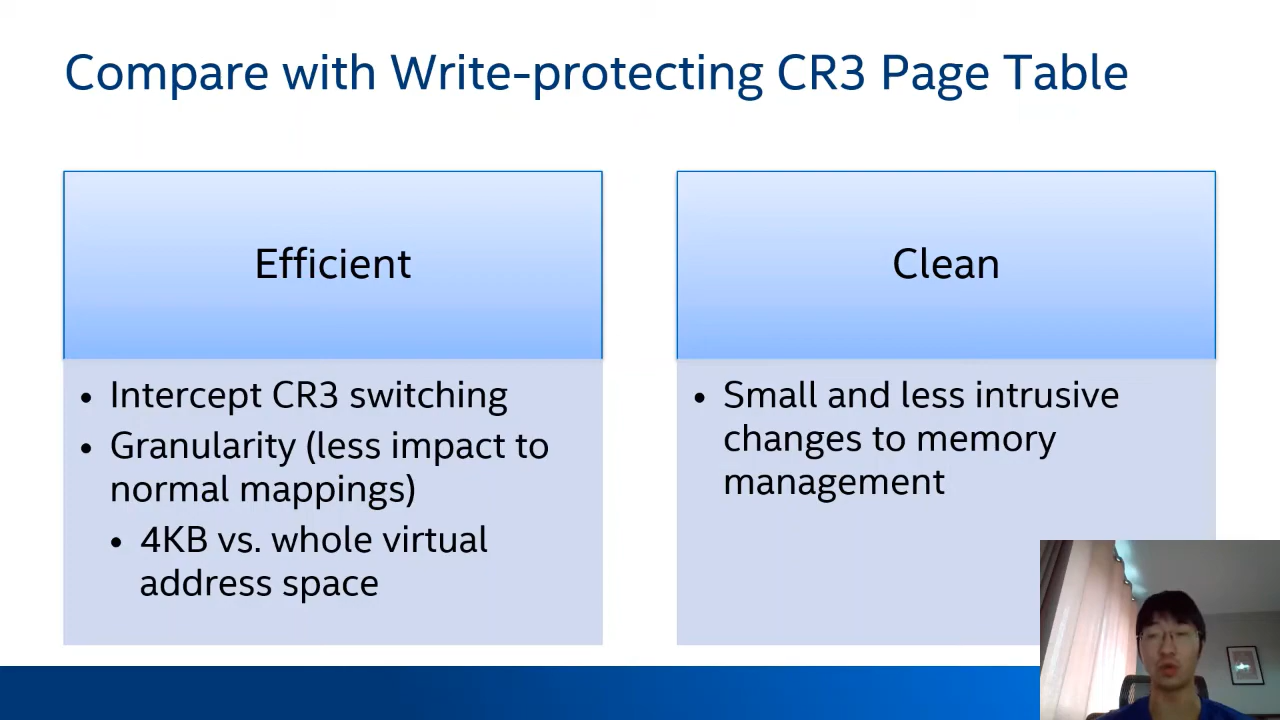 Compare with Write-protecting CR3 Page Table
Efficient
• Intercept CR3 switching
• Granularity (less impact to
normal mappings)
• 4KB vs. whole virtual
address space
Clean
• Small and less intrusive
changes to memory
management